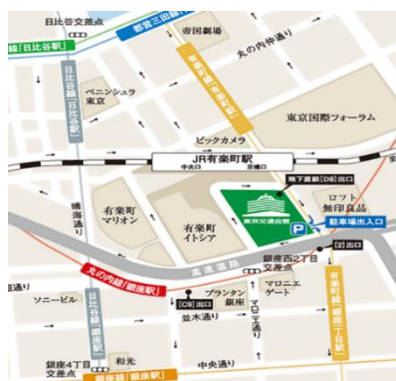 日比谷交差点
都営三田線「日比谷駅」
帝国劇場
線「日比谷駅」
丸の内仲通り
日比谷線「日比谷駅」
ペニンシュラ
東京
有楽町線「有楽町駅」
東京国際フォーラム
ビックカメラ
JR有楽町駅
中央口
京橋口
地下直結[D8]出口
晴海通り
有楽町
マリオン
有楽町
イトシア
東京交通会館
ロフト
無印良品
P
駐車場出入口
高速道路
[2]出口
丸の内線「銀座駅」
銀座西2丁目
交差点
堀通り
ソニービル
[C9]出口
プランタン
銀座
マロニエ
ゲート
並木通り
マロニエ通り
日比谷線「銀座駅」
有楽町線「銀座一丁目駅」
和光
中央通り
銀座4丁目
交差点
銀座線「銀座駅」